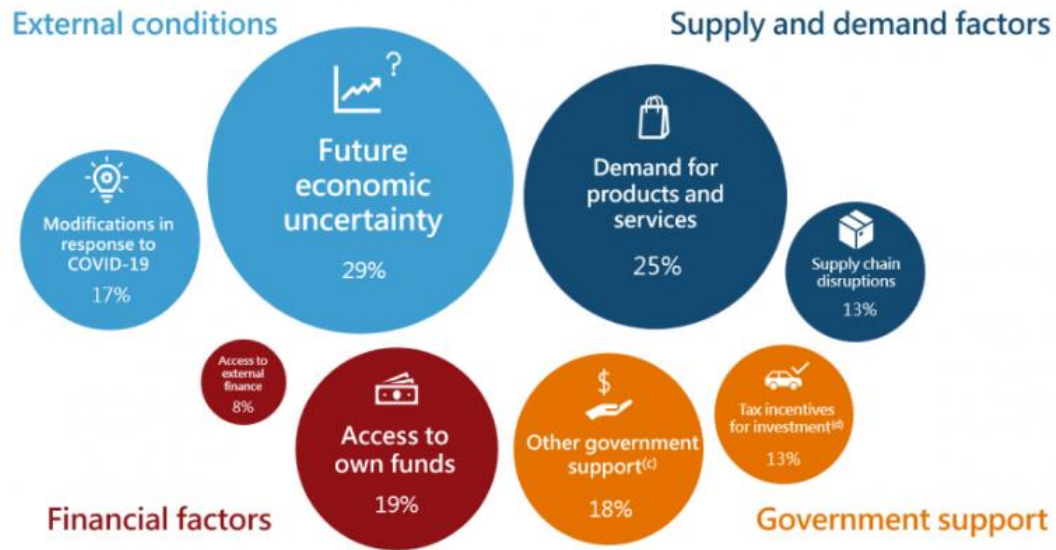 External conditions
Supply and demand factors
?
Future
economic
uncertainty
29%
Demand for
products and
services
25%
Modifications in
response to
COVID-19
17%
Supply chain
disruptions
13%
Access to
external
finance
8%
Access to
own funds
19%
$
Other government
support(c)
18%
Tax incentives
for investment(d)
13%
Financial factors
Government support